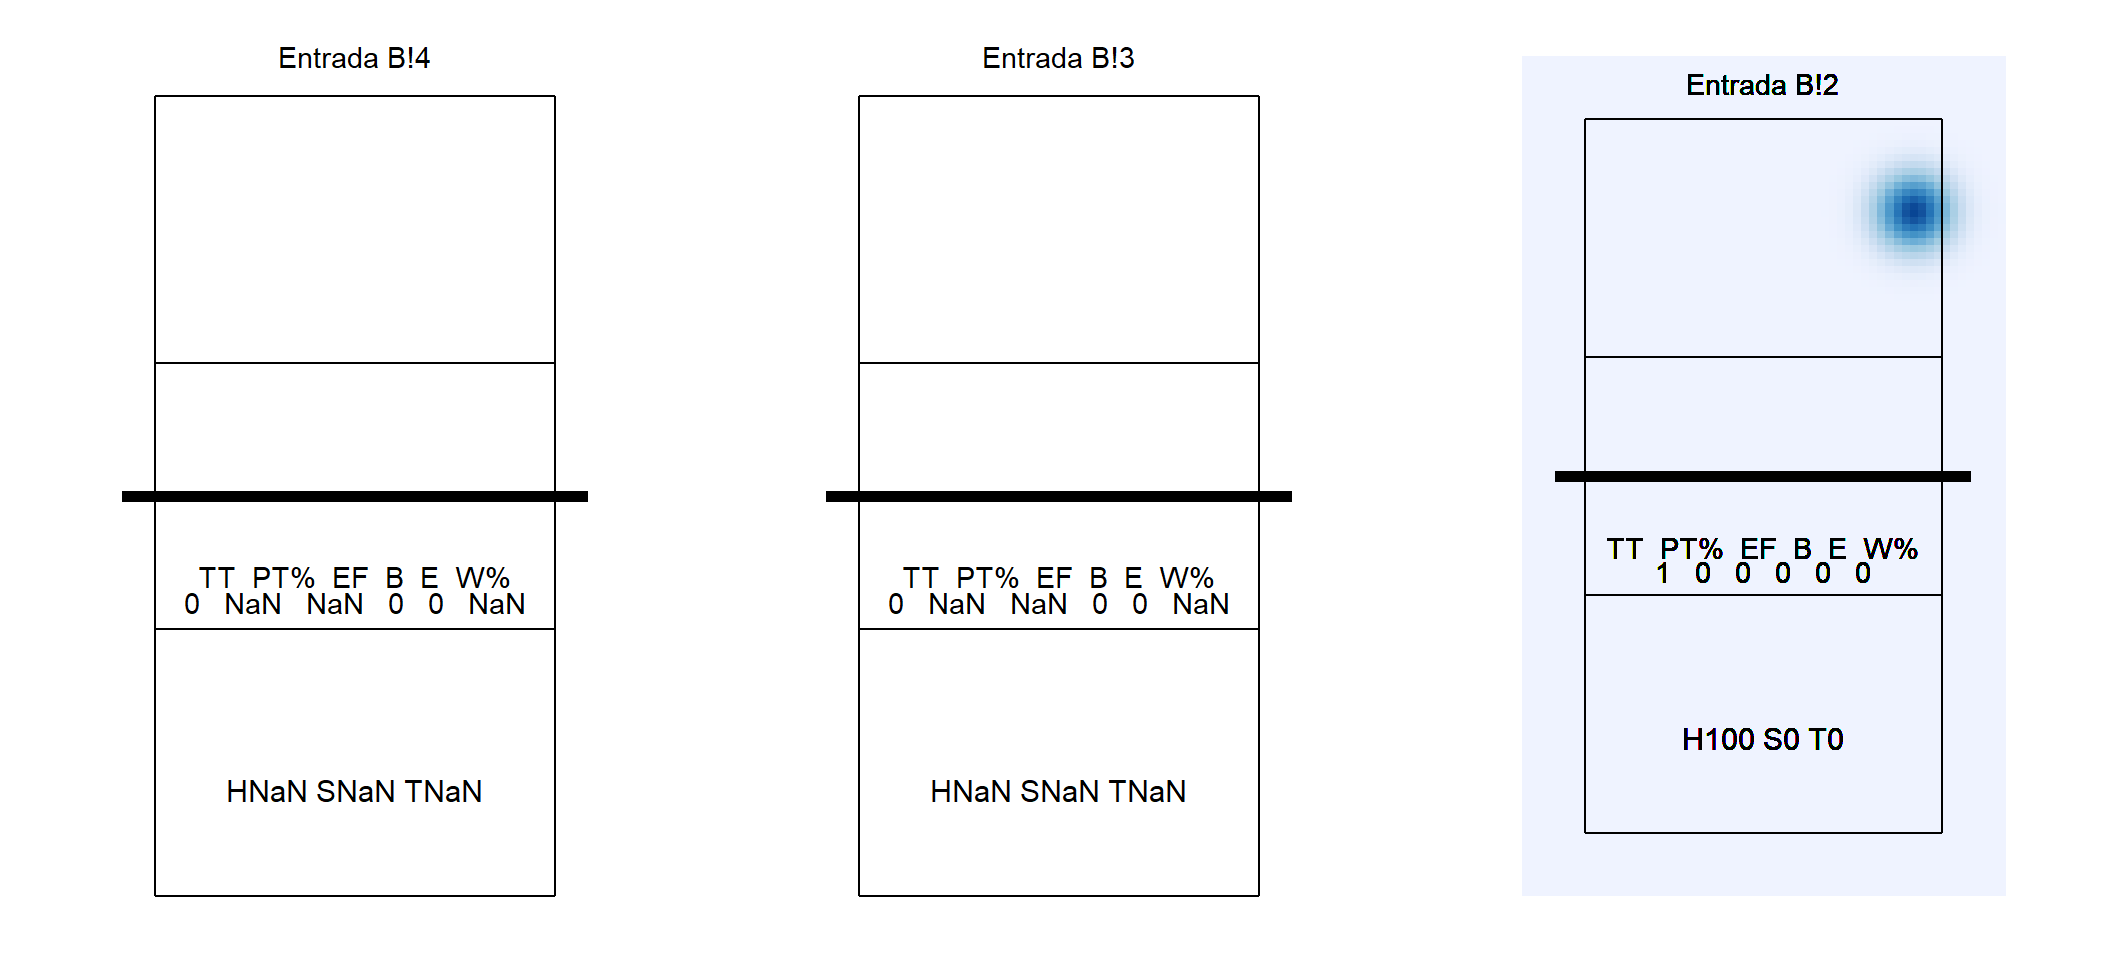 Entrada B!4
TT PT% EF B E W%
0 NaN NaN 0 0 NaN
HNaN SNaN TNaN
Entrada B!3
TT PT% EF B E W%
0 NaN NaN 0 0 NaN
HNaN SNaN TNaN
Entrada B!2
TT PT% EF B E W%
1 0 0 0 0 0
H100 S0 T0